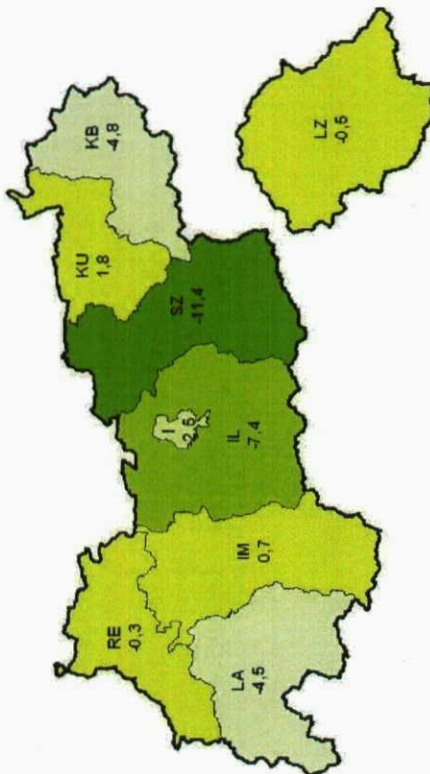 RE
-0,3
LA
-4,5
IM
0,7
IL
-7,4
I
-2,6
SZ
-11,4
KU
1,8
KB
-4,8
LZ
-0,5